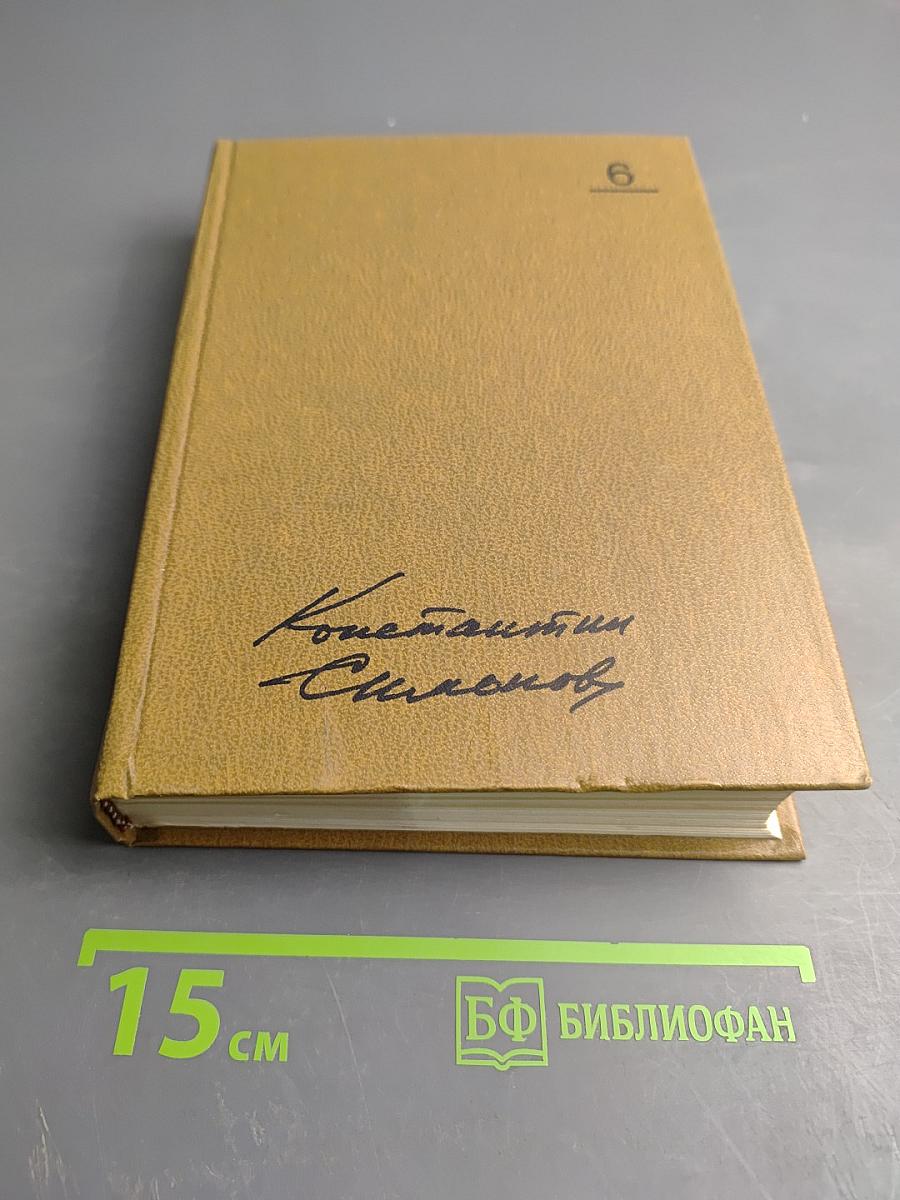 6
Константин
Симонов
15 см
БФ БИБЛИОФАН